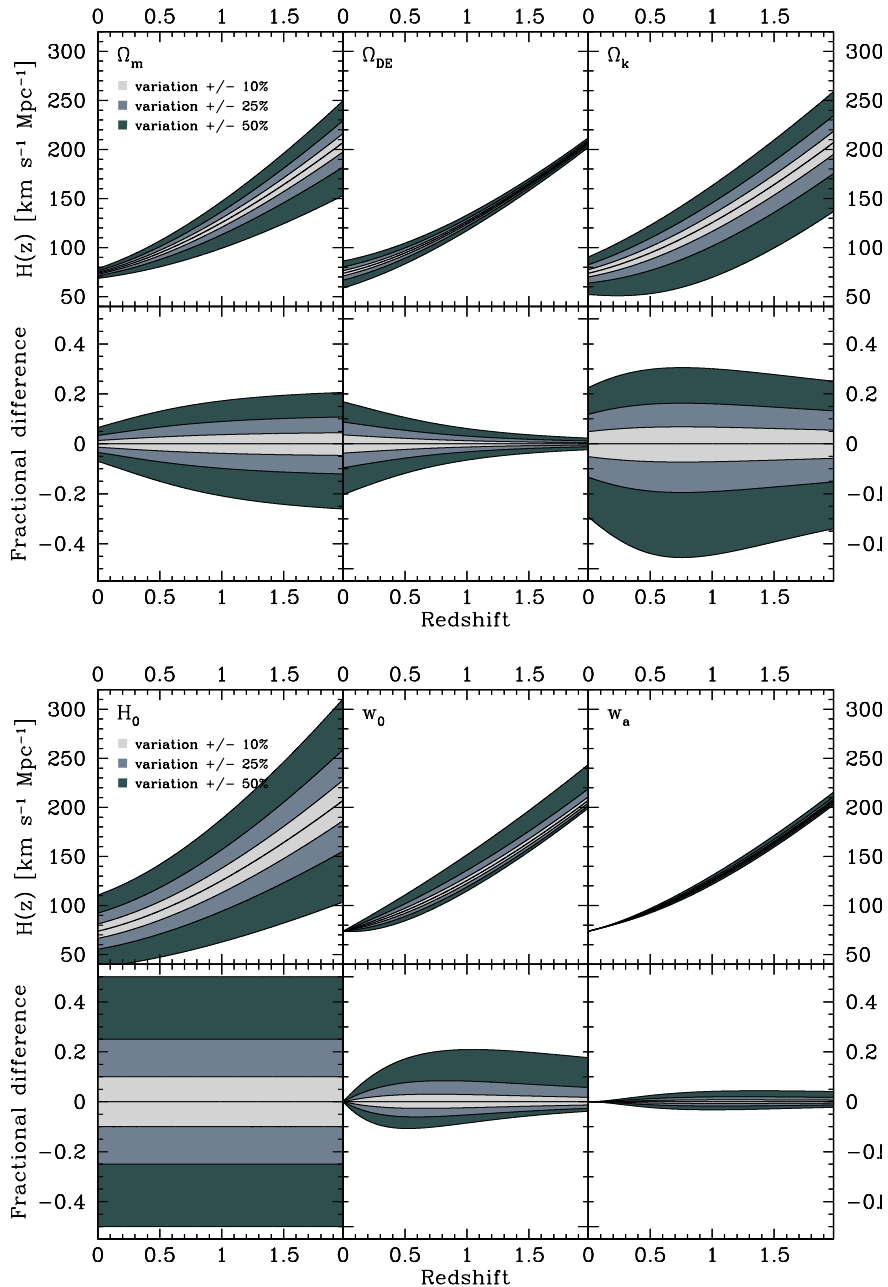 0 0.5 1 1.5 0 0.5 1 1.5 0 0.5 1 1.5
Ω_m Ω_DE Ω_k
variation +/- 10%
variation +/- 25%
variation +/- 50%
H(z) [km s⁻¹ Mpc⁻¹]
300 300
250 250
200 200
150 150
100 100
50 50
Fractional difference
0.4 0.4
0.2 0.2
0 0
-0.2
-0.4
0 0.5 1 1.5 0 0.5 1 1.5 0 0.5 1 1.5
Redshift
0 0.5 1 1.5 0 0.5 1 1.5 0 0.5 1 1.5
H_0 w_0 w_a
variation +/- 10%
variation +/- 25%
variation +/- 50%
H(z) [km s⁻¹ Mpc⁻¹]
300 300
250 250
200 200
150 150
100 100
50 50
Fractional difference
0.4 0.4
0.2 0.2
0 0
-0.2
-0.4
0 0.5 1 1.5 0 0.5 1 1.5 0 0.5 1 1.5
Redshift